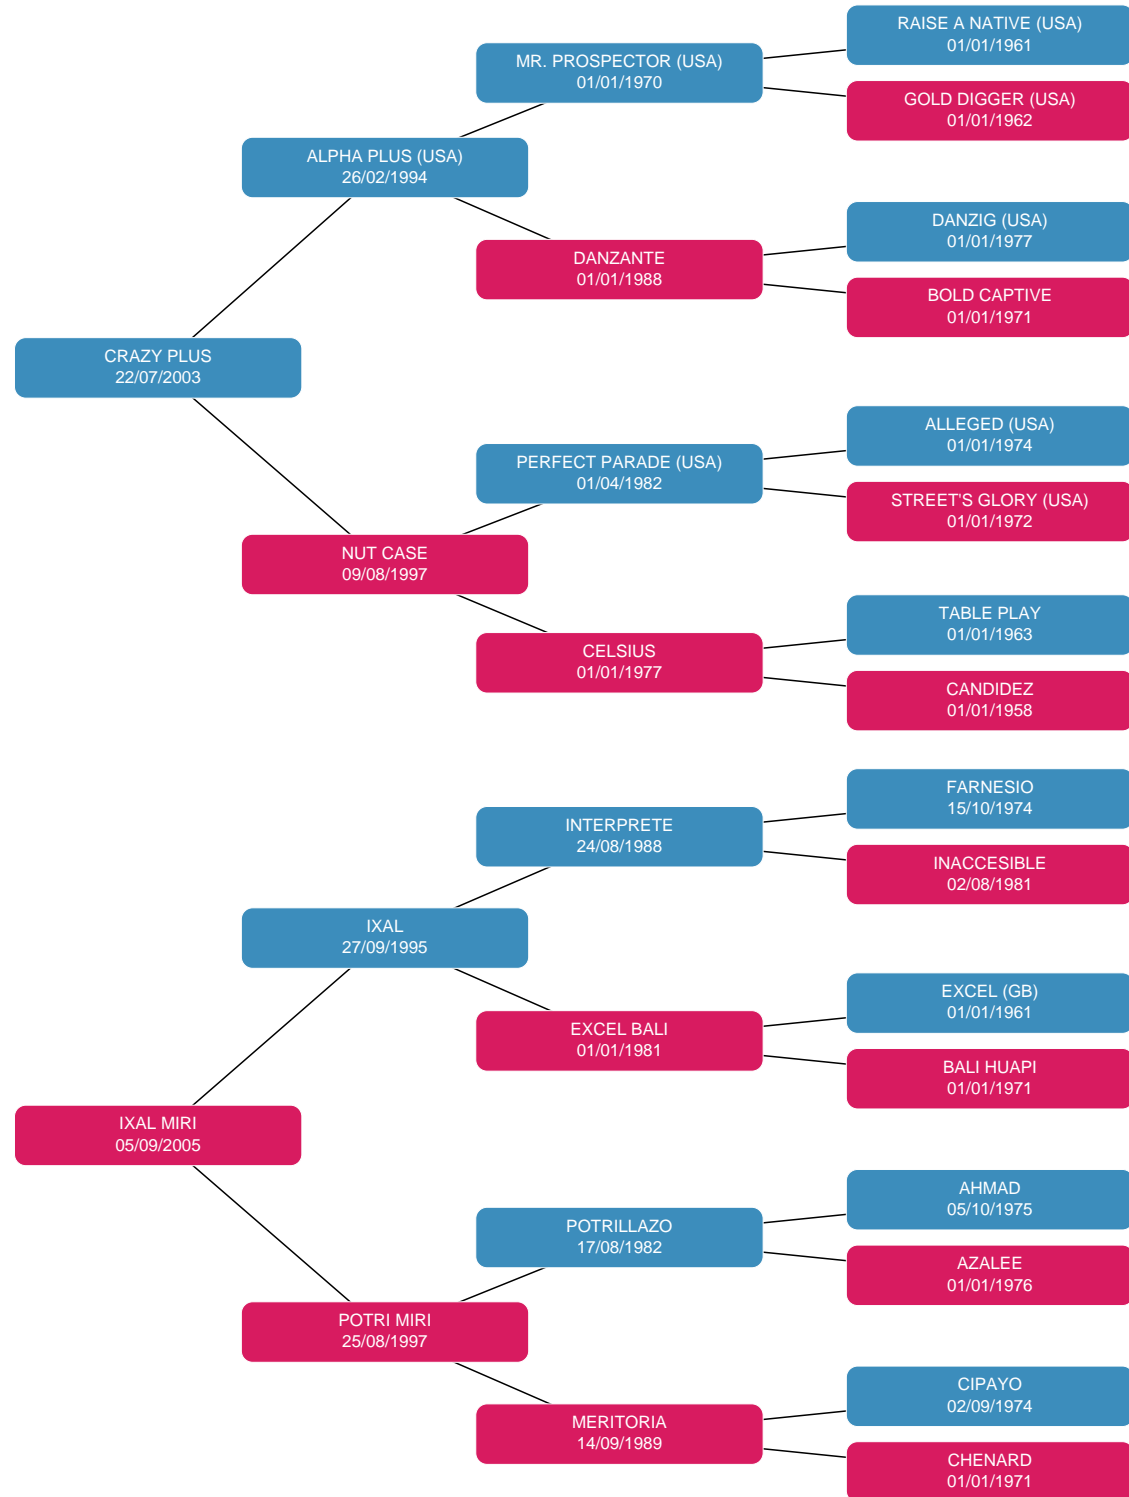 RAISE A NATIVE (USA)
01/01/1961
MR. PROSPECTOR (USA)
01/01/1970
GOLD DIGGER (USA)
01/01/1962
ALPHA PLUS (USA)
26/02/1994
DANZIG (USA)
01/01/1977
DANZANTE
01/01/1988
BOLD CAPTIVE
01/01/1971
CRAZY PLUS
22/07/2003
ALLEGED (USA)
01/01/1974
PERFECT PARADE (USA)
01/04/1982
STREET'S GLORY (USA)
01/01/1972
NUT CASE
09/08/1997
TABLE PLAY
01/01/1963
CELSIUS
01/01/1977
CANDIDEZ
01/01/1958
FARNESIO
15/10/1974
INTERPRETE
24/08/1988
INACCESIBLE
02/08/1981
IXAL
27/09/1995
EXCEL (GB)
01/01/1961
EXCEL BALI
01/01/1981
BALI HUAPI
01/01/1971
IXAL MIRI
05/09/2005
AHMAD
05/10/1975
POTRILLAZO
17/08/1982
AZALEE
01/01/1976
POTRI MIRI
25/08/1997
CIPAYO
02/09/1974
MERITORIA
14/09/1989
CHENARD
01/01/1971